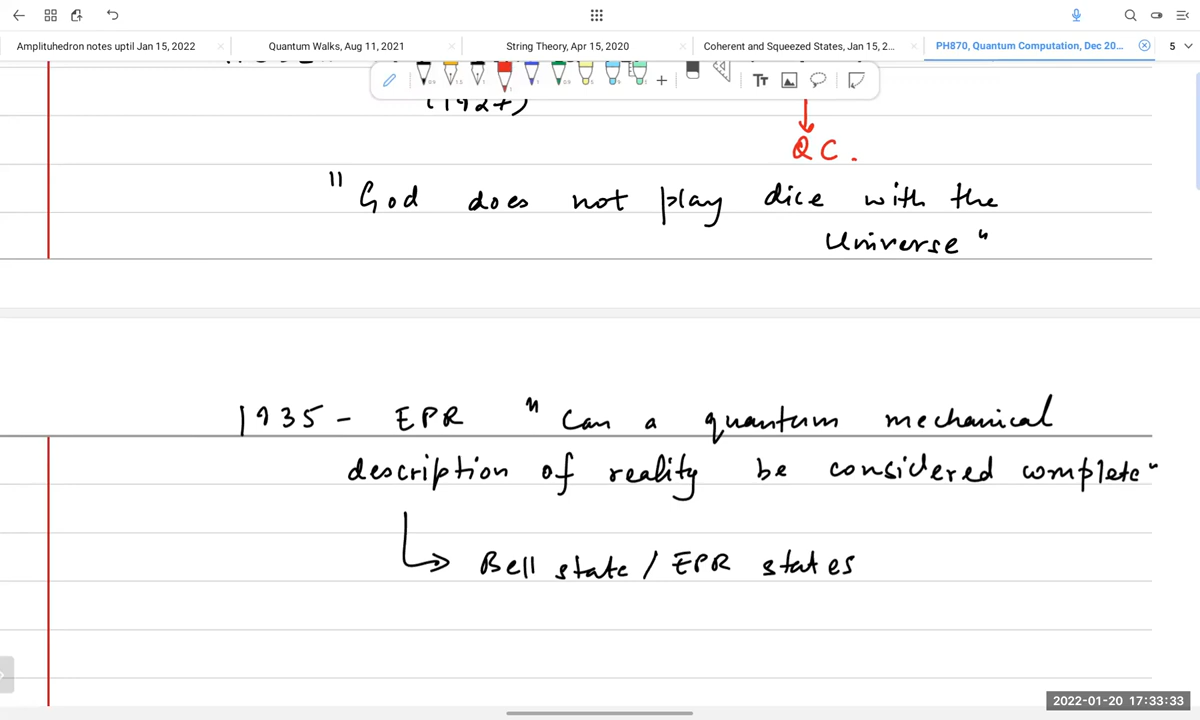 Amplituhedron notes uptil Jan 15, 2022
Quantum Walks, Aug 11, 2021
String Theory, Apr 15, 2020
Coherent and Squeezed States, Jan 15, 2...
PH870, Quantum Computation, Dec 20...
5
Tт
(1927)
QC.
"God does not play dice with the
Universe"
1935 - EPR "Can a quantum mechanical
description of reality be considered complete"
Bell state / EPR states
2022-01-20 17:33:33